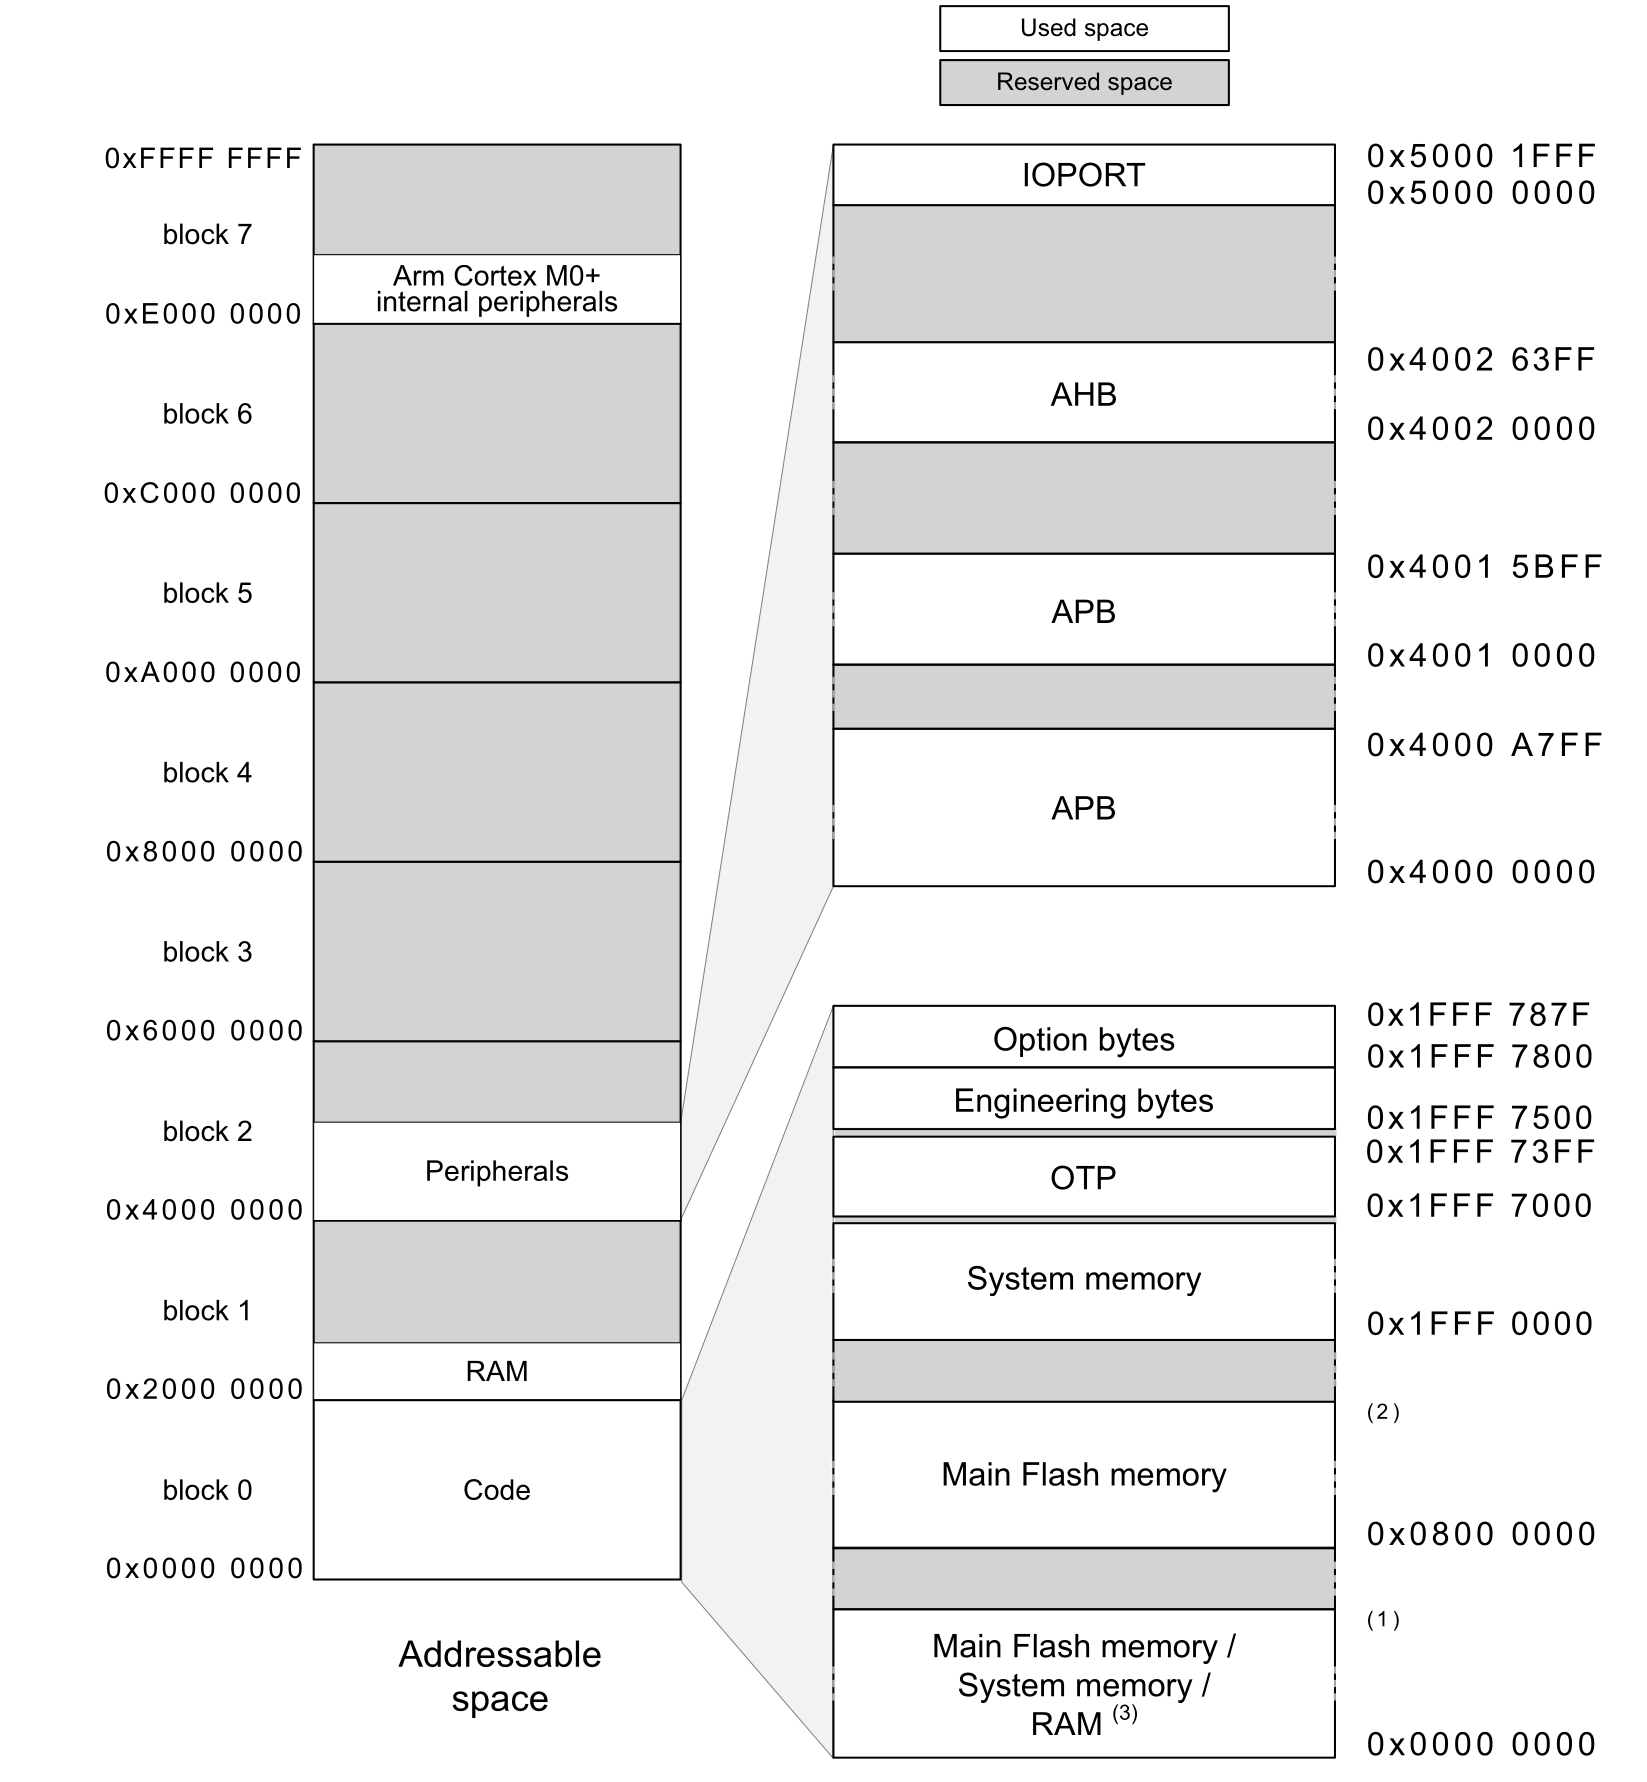 Used space
Reserved space
0xFFFF FFFF
block 7
Arm Cortex M0+
internal peripherals
0xE000 0000
block 6
0xC000 0000
block 5
0xA000 0000
block 4
0x8000 0000
block 3
0x6000 0000
block 2
Peripherals
0x4000 0000
block 1
RAM
0x2000 0000
block 0
Code
0x0000 0000
Addressable
space
IOPORT
0x5000 1FFF
0x5000 0000
0x4002 63FF
AHB
0x4002 0000
0x4001 5BFF
APB
0x4001 0000
0x4000 A7FF
APB
0x4000 0000
0x1FFF 787F
Option bytes
0x1FFF 7800
Engineering bytes
0x1FFF 7500
0x1FFF 73FF
OTP
0x1FFF 7000
System memory
0x1FFF 0000
(2)
Main Flash memory
0x0800 0000
(1)
Main Flash memory /
System memory /
RAM (3)
0x0000 0000